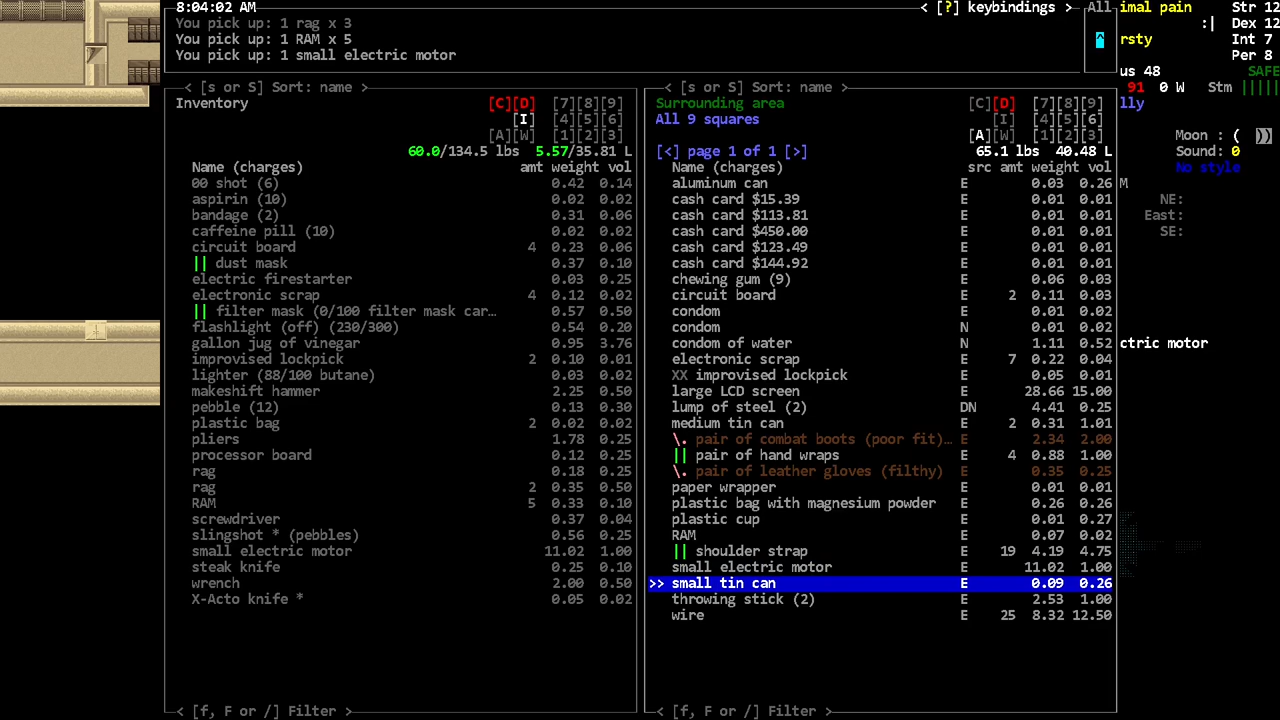 8:04:02 AM
< [?] keybindings >
All
imal pain
Str 12
You pick up: 1 rag x 3
:|
Dex 12
You pick up: 1 RAM x 5
^
rsty
Int 7
You pick up: 1 small electric motor
Per 8
us 48
SAFE
91 0 W Stm |||||
lly
Moon : ( ))
Sound: 0
No style
M
NE:
East:
SE:
ctric motor
< [s or S] Sort: name >
Inventory
[C][D] [7][8][9]
[I] [4][5][6]
[A][W] [1][2][3]
60.0/134.5 lbs 5.57/35.81 L
Name (charges) amt weight vol
00 shot (6) 0.42 0.14
aspirin (10) 0.02 0.02
bandage (2) 0.31 0.06
caffeine pill (10) 0.02 0.02
circuit board 4 0.23 0.06
|| dust mask 0.37 0.10
electric firestarter 0.03 0.25
electronic scrap 4 0.12 0.02
|| filter mask (0/100 filter mask car… 0.57 0.50
flashlight (off) (230/300) 0.54 0.20
gallon jug of vinegar 0.95 3.76
improvised lockpick 2 0.10 0.01
lighter (88/100 butane) 0.03 0.02
makeshift hammer 2.25 0.50
pebble (12) 0.13 0.30
plastic bag 2 0.02 0.02
pliers 1.78 0.25
processor board 0.12 0.25
rag 0.18 0.25
rag 2 0.35 0.50
RAM 5 0.33 0.10
screwdriver 0.37 0.04
slingshot * (pebbles) 0.56 0.25
small electric motor 11.02 1.00
steak knife 0.25 0.10
wrench 2.00 0.50
X-Acto knife * 0.05 0.02
< [f, F or /] Filter >
< [s or S] Sort: name >
Surrounding area
[C][D] [7][8][9]
All 9 squares
[I] [4][5][6]
[A][W] [1][2][3]
[<] page 1 of 1 [>] 65.1 lbs 40.48 L
Name (charges) src amt weight vol
aluminum can E 0.03 0.26
cash card $15.39 E 0.01 0.01
cash card $113.81 E 0.01 0.01
cash card $450.00 E 0.01 0.01
cash card $123.49 E 0.01 0.01
cash card $144.92 E 0.01 0.01
chewing gum (9) E 0.06 0.03
circuit board E 2 0.11 0.03
condom E 0.01 0.02
condom N 0.01 0.02
condom of water N 1.11 0.52
electronic scrap E 7 0.22 0.04
XX improvised lockpick E 0.05 0.01
large LCD screen E 28.66 15.00
lump of steel (2) DN 4.41 0.25
medium tin can E 2 0.31 1.01
\. pair of combat boots (poor fit)… E 2.34 2.00
|| pair of hand wraps E 4 0.88 1.00
\. pair of leather gloves (filthy) E 0.35 0.25
paper wrapper E 0.01 0.01
plastic bag with magnesium powder E 0.26 0.26
plastic cup E 0.01 0.27
RAM E 0.07 0.02
|| shoulder strap E 19 4.19 4.75
small electric motor E 11.02 1.00
>> small tin can E 0.09 0.26
throwing stick (2) E 2.53 1.00
wire E 25 8.32 12.50
< [f, F or /] Filter >